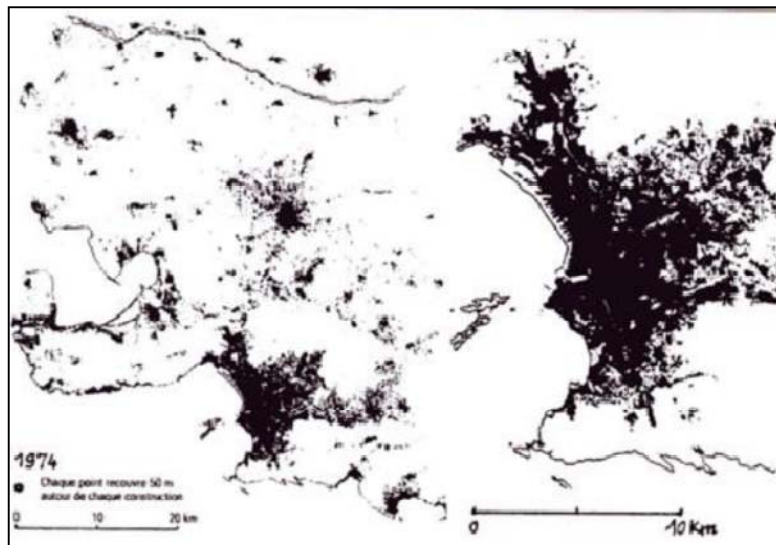 1974
Chaque point recouvre 50 m
autour de chaque construction
0 10 20 km
0 10 Kms